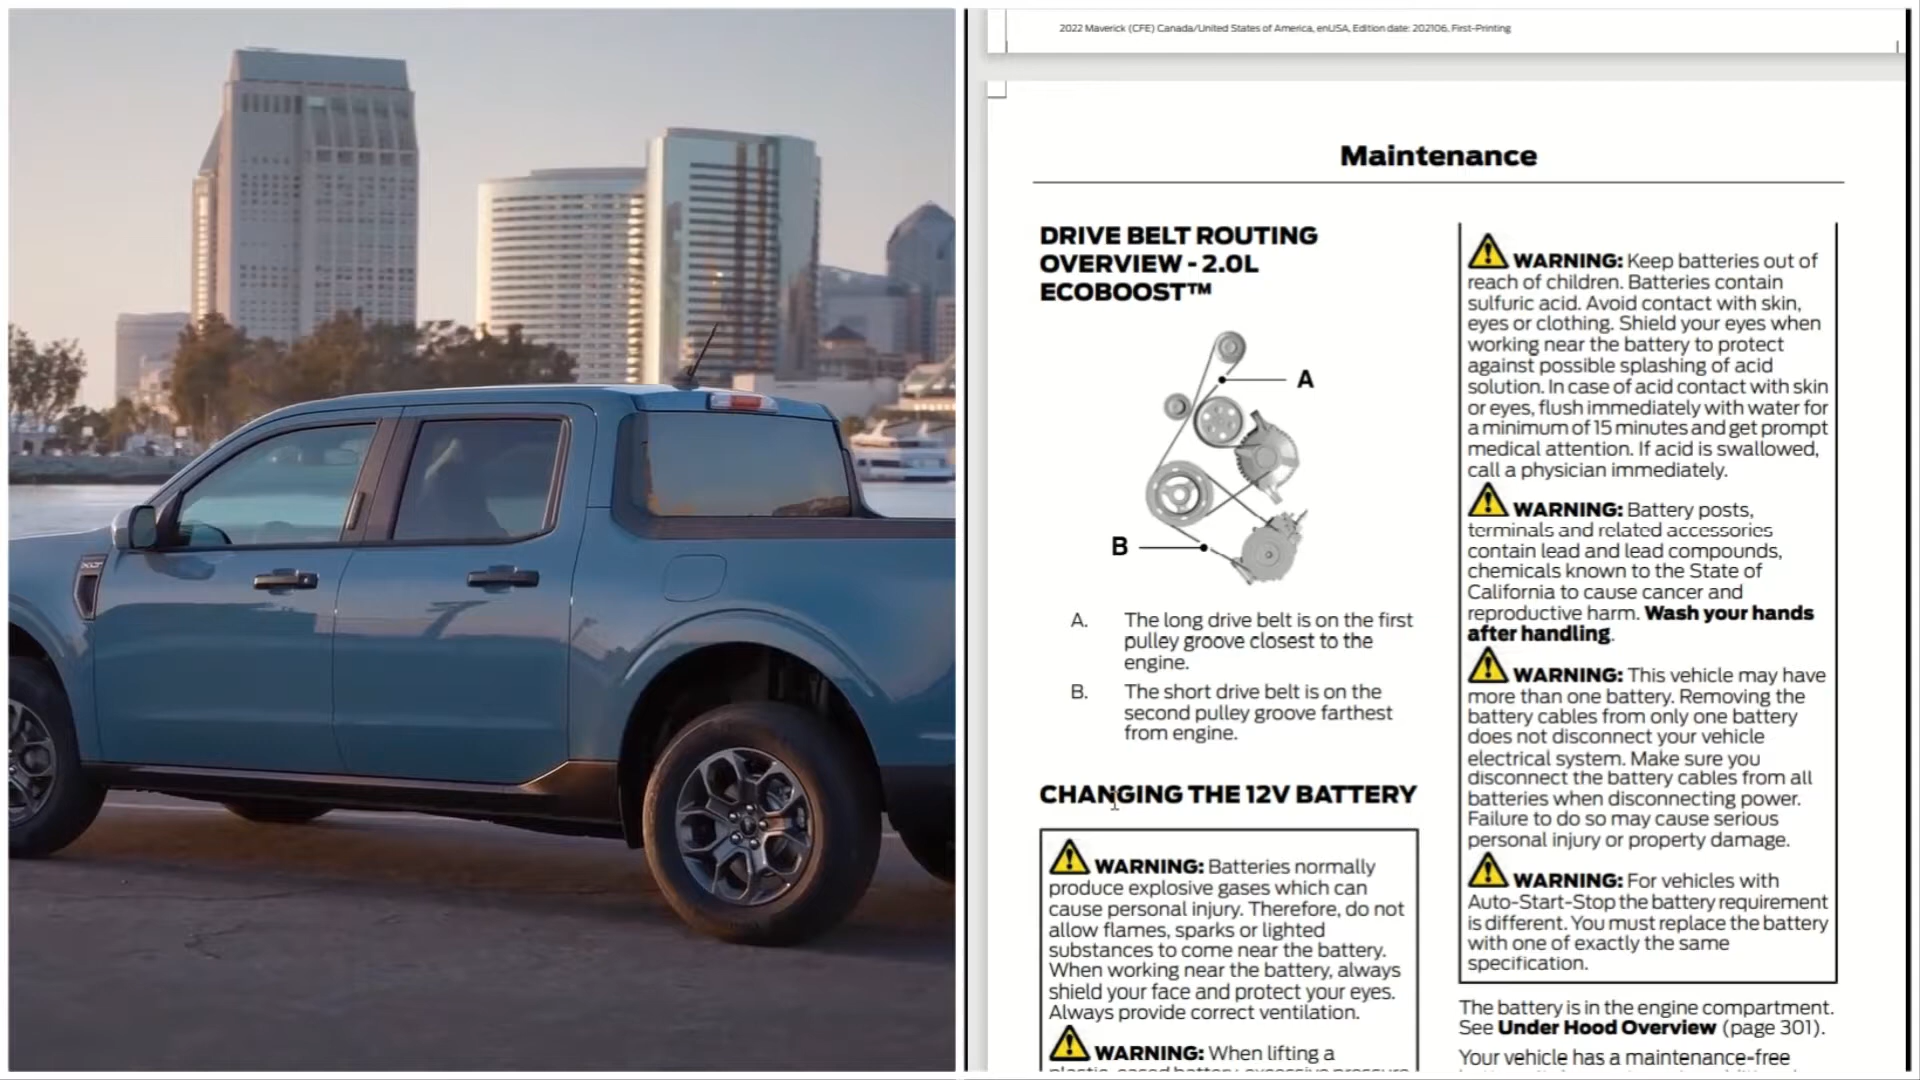 2022 Maverick (CFE) Canada/United States of America, enUSA, Edition date: 202106, First-Printing
Maintenance
DRIVE BELT ROUTING
OVERVIEW - 2.0L
ECOBOOST™
A
B
A. The long drive belt is on the first
pulley groove closest to the
engine.
B. The short drive belt is on the
second pulley groove farthest
from engine.
CHANGING THE 12V BATTERY
WARNING: Batteries normally
produce explosive gases which can
cause personal injury. Therefore, do not
allow flames, sparks or lighted
substances to come near the battery.
When working near the battery, always
shield your face and protect your eyes.
Always provide correct ventilation.
WARNING: When lifting a
plastic-cased battery, excessive pressure
WARNING: Keep batteries out of
reach of children. Batteries contain
sulfuric acid. Avoid contact with skin,
eyes or clothing. Shield your eyes when
working near the battery to protect
against possible splashing of acid
solution. In case of acid contact with skin
or eyes, flush immediately with water for
a minimum of 15 minutes and get prompt
medical attention. If acid is swallowed,
call a physician immediately.
WARNING: Battery posts,
terminals and related accessories
contain lead and lead compounds,
chemicals known to the State of
California to cause cancer and
reproductive harm. Wash your hands
after handling.
WARNING: This vehicle may have
more than one battery. Removing the
battery cables from only one battery
does not disconnect your vehicle
electrical system. Make sure you
disconnect the battery cables from all
batteries when disconnecting power.
Failure to do so may cause serious
personal injury or property damage.
WARNING: For vehicles with
Auto-Start-Stop the battery requirement
is different. You must replace the battery
with one of exactly the same
specification.
The battery is in the engine compartment.
See Under Hood Overview (page 301).
Your vehicle has a maintenance-free